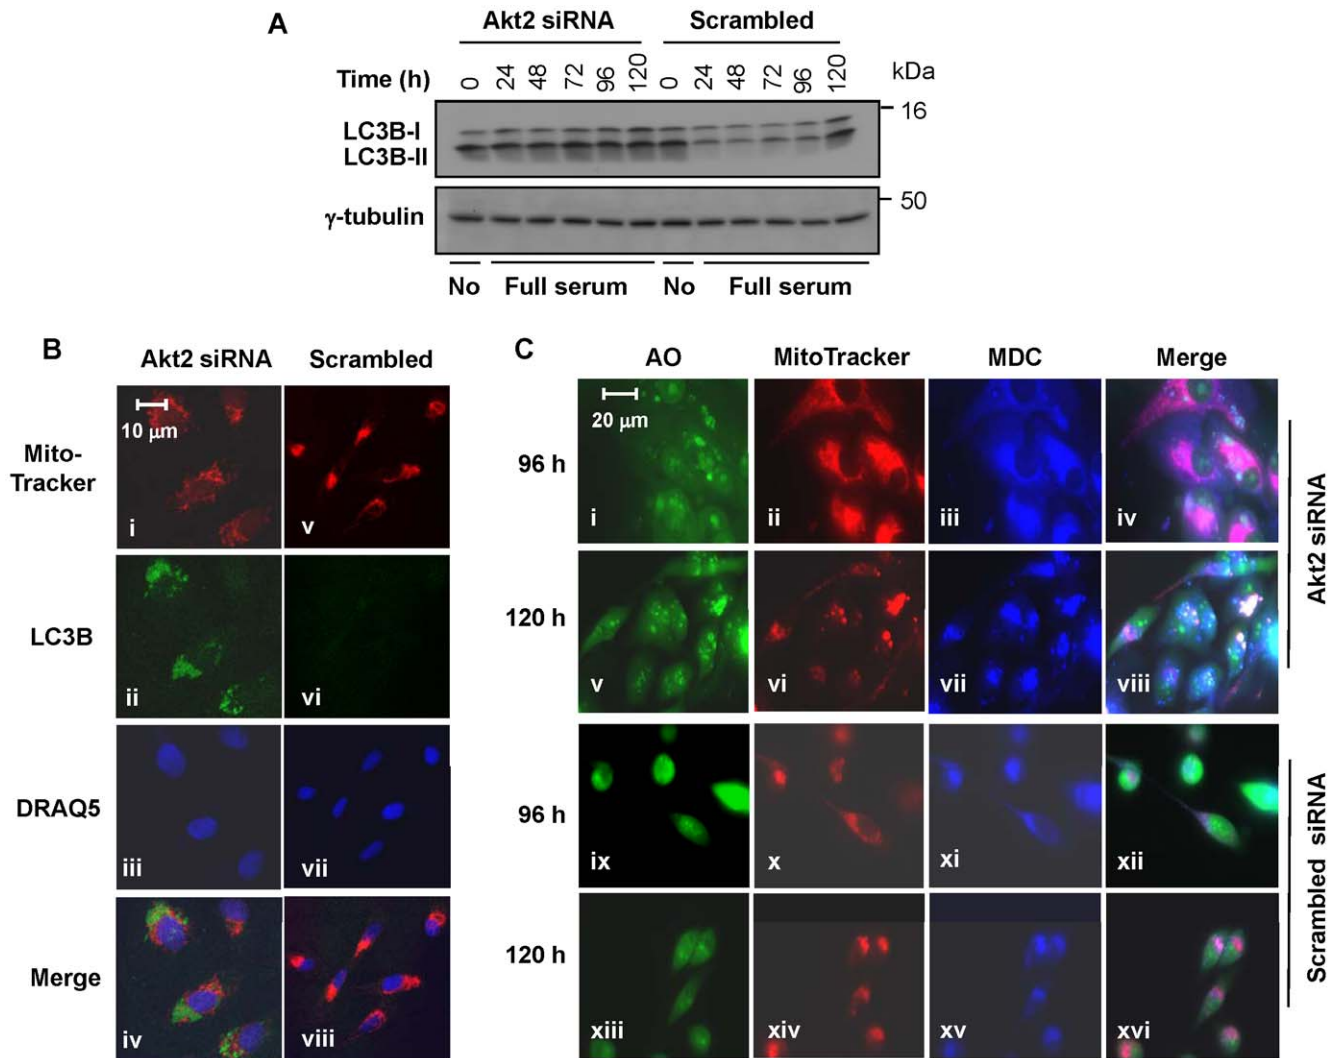 A
Akt2 siRNA Scrambled
Time (h) 0 24 48 72 96 120 0 24 48 72 96 120 kDa
16
LC3B-I
LC3B-II
50
γ-tubulin
No Full serum No Full serum
B
Akt2 siRNA Scrambled
10 μm
Mito-
Tracker
i v
LC3B
ii vi
DRAQ5
iii vii
Merge
iv viii
C
AO MitoTracker MDC Merge
20 μm
96 h
i ii iii iv
120 h
v vi vii viii
Akt2 siRNA
96 h
ix x xi xii
120 h
xiii xiv xv xvi
Scrambled siRNA